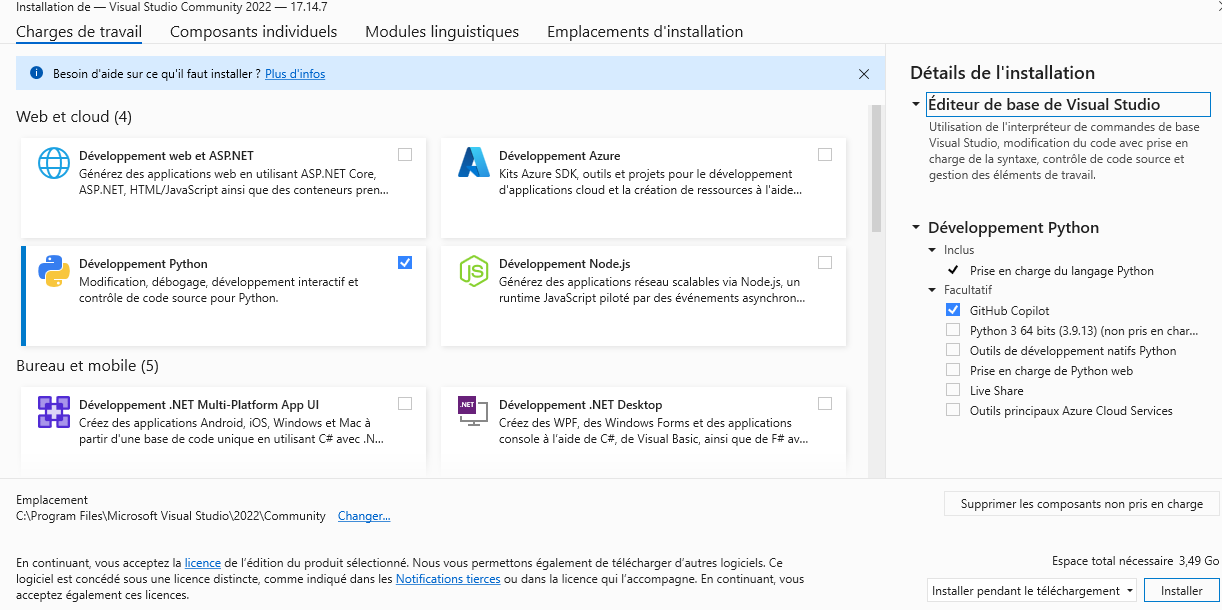 Installation de — Visual Studio Community 2022 — 17.14.7
Charges de travail Composants individuels Modules linguistiques Emplacements d'installation
Besoin d'aide sur ce qu'il faut installer ? Plus d'infos
Web et cloud (4)
Développement web et ASP.NET
Générez des applications web en utilisant ASP.NET Core,
ASP.NET, HTML/JavaScript ainsi que des conteneurs pren...
Développement Azure
Kits Azure SDK, outils et projets pour le développement
d'applications cloud et la création de ressources à l'aide...
Développement Python
Modification, débogage, développement interactif et
contrôle de code source pour Python.
Développement Node.js
Générez des applications réseau scalables via Node.js, un
runtime JavaScript piloté par des événements asynchron...
Bureau et mobile (5)
Développement .NET Multi-Platform App UI
Créez des applications Android, iOS, Windows et Mac à
partir d'une base de code unique en utilisant C# avec .N...
.NET
Développement .NET Desktop
Créez des WPF, des Windows Forms et des applications
console à l'aide de C#, de Visual Basic, ainsi que de F# av...
Détails de l'installation
Éditeur de base de Visual Studio
Utilisation de l'interpréteur de commandes de base
Visual Studio, modification du code avec prise en
charge de la syntaxe, contrôle de code source et
gestion des éléments de travail.
Développement Python
Inclus
Prise en charge du langage Python
Facultatif
GitHub Copilot
Python 3 64 bits (3.9.13) (non pris en char...
Outils de développement natifs Python
Prise en charge de Python web
Live Share
Outils principaux Azure Cloud Services
Emplacement
C:\Program Files\Microsoft Visual Studio\2022\Community Changer...
Supprimer les composants non pris en charge
En continuant, vous acceptez la licence de l'édition du produit sélectionné. Nous vous permettons également de télécharger d'autres logiciels. Ce
logiciel est concédé sous une licence distincte, comme indiqué dans les Notifications tierces ou dans la licence qui l'accompagne. En continuant, vous
acceptez également ces licences.
Espace total nécessaire 3,49 Go
Installer pendant le téléchargement Installer